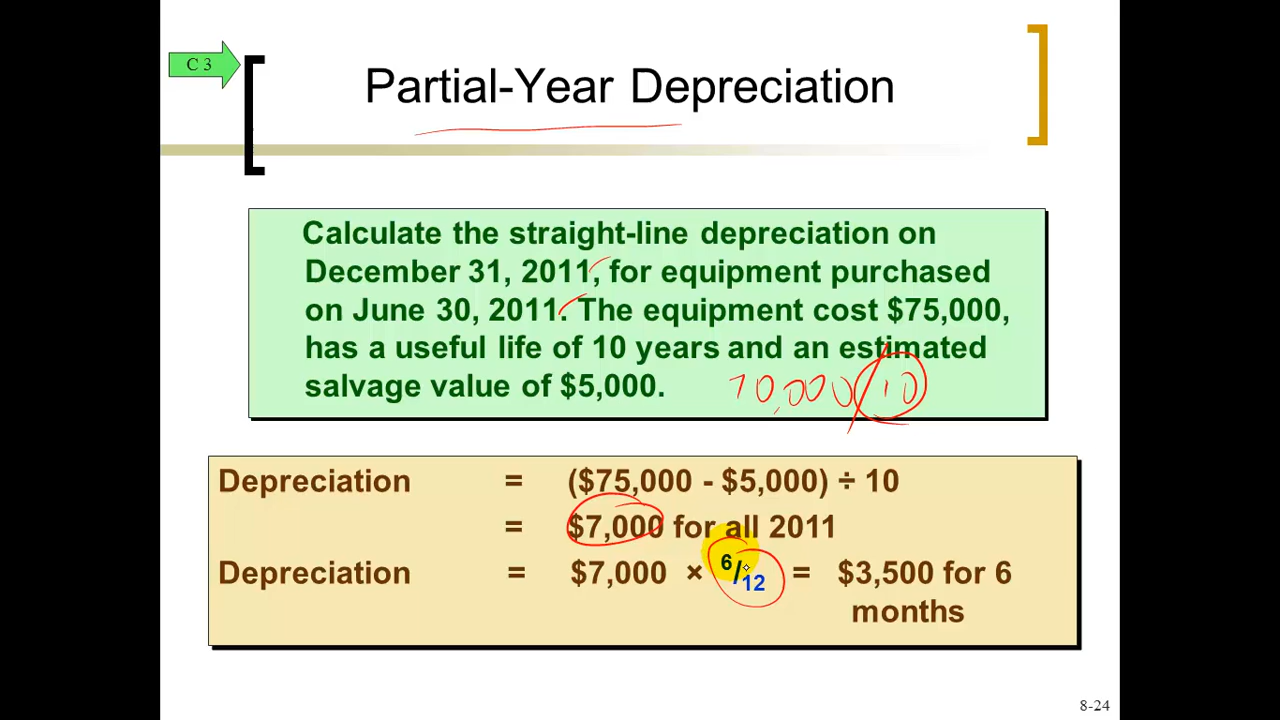 C 3
Partial-Year Depreciation
Calculate the straight-line depreciation on
December 31, 2011, for equipment purchased
on June 30, 2011. The equipment cost $75,000,
has a useful life of 10 years and an estimated
salvage value of $5,000.
70,000/10
Depreciation = ($75,000 - $5,000) ÷ 10
= $7,000 for all 2011
Depreciation = $7,000 × 6/12 = $3,500 for 6
months
8-24